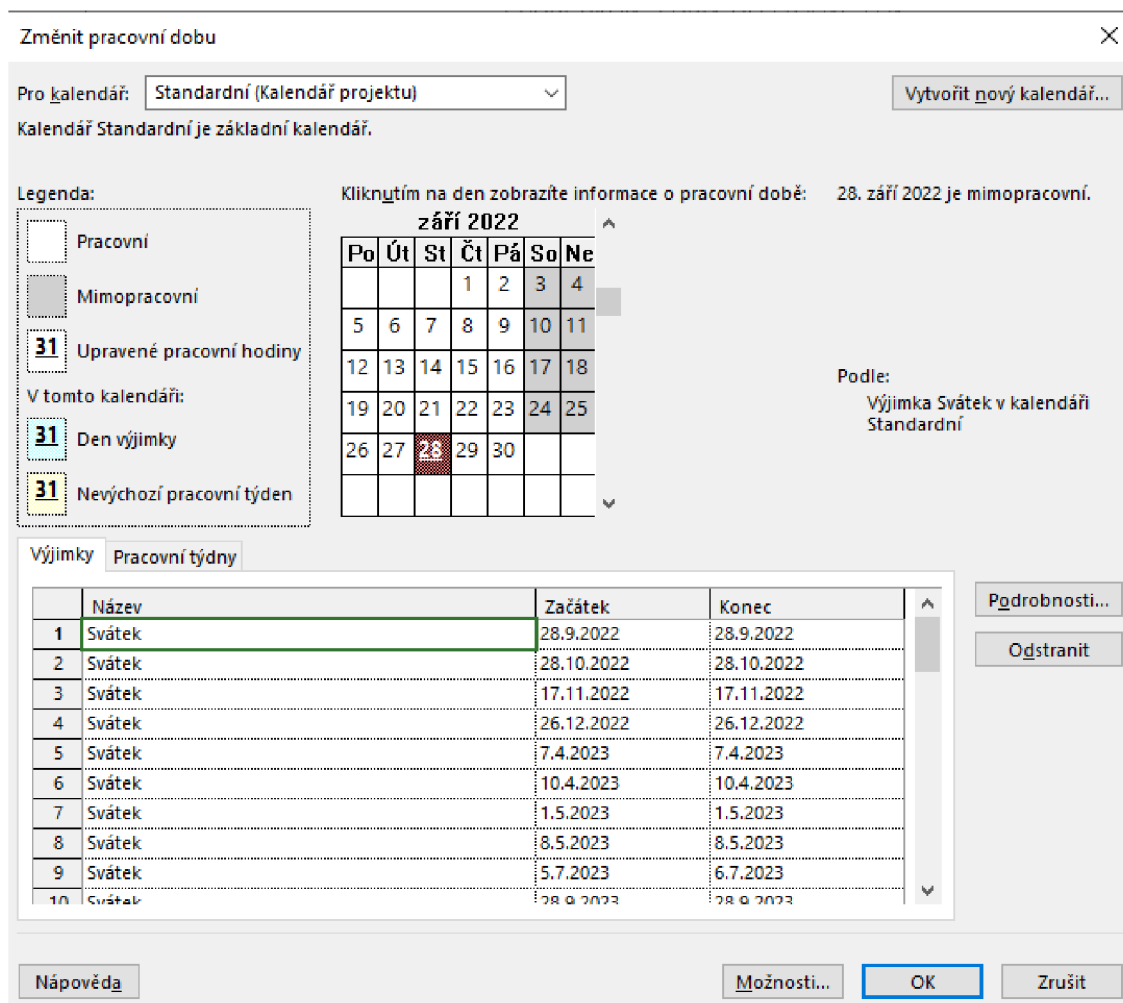 Změnit pracovní dobu
Pro kalendář: Standardní (Kalendář projektu) Vytvořit nový kalendář...
Kalendář Standardní je základní kalendář.
Legenda: Kliknutím na den zobrazíte informace o pracovní době: 28. září 2022 je mimopracovní.
září 2022
Po Út St Čt Pá So Ne
1 2 3 4
5 6 7 8 9 10 11
12 13 14 15 16 17 18
19 20 21 22 23 24 25
26 27 28 29 30
Pracovní
Mimopracovní
31 Upravené pracovní hodiny
V tomto kalendáři:
31 Den výjimky
31 Nevýchozí pracovní týden
Podle:
Výjimka Svátek v kalendáři
Standardní
Výjimky Pracovní týdny
Název Začátek Konec
1 Svátek 28.9.2022 28.9.2022
2 Svátek 28.10.2022 28.10.2022
3 Svátek 17.11.2022 17.11.2022
4 Svátek 26.12.2022 26.12.2022
5 Svátek 7.4.2023 7.4.2023
6 Svátek 10.4.2023 10.4.2023
7 Svátek 1.5.2023 1.5.2023
8 Svátek 8.5.2023 8.5.2023
9 Svátek 5.7.2023 6.7.2023
10 Svátek 28.9.2023 28.9.2023
Podrobnosti...
Odstranit
Nápověda Možnosti... OK Zrušit